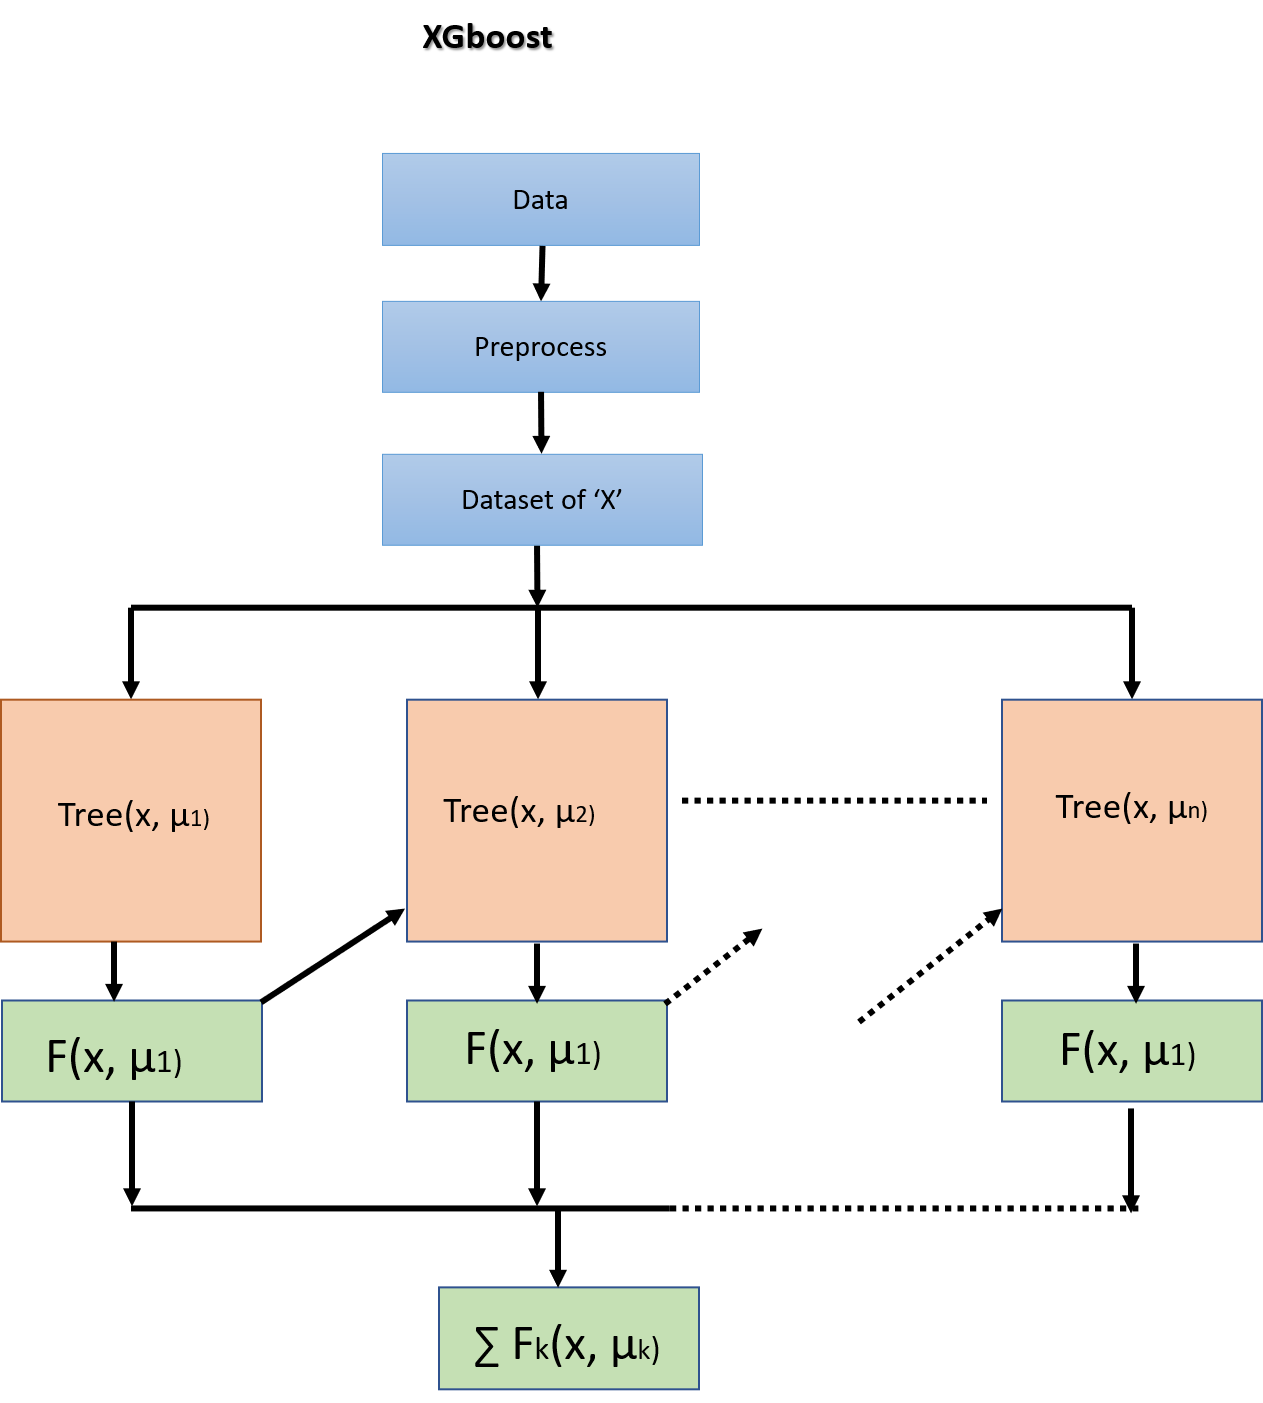 XGboost
Data
Preprocess
Dataset of ‘X’
Tree(x, μ1)
Tree(x, μ2)
Tree(x, μn)
F(x, μ1)
F(x, μ1)
F(x, μ1)
∑ Fk(x, μk)